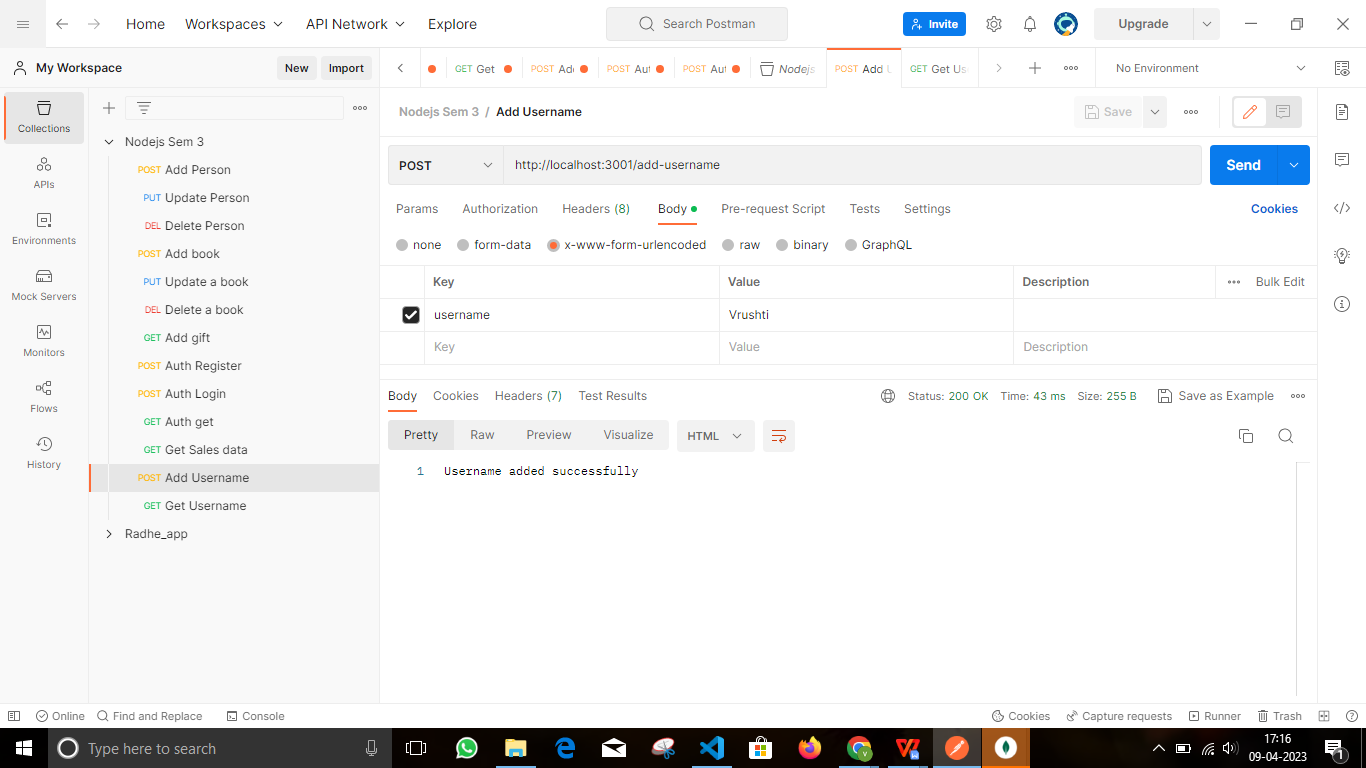 Home
Workspaces
API Network
Explore
Search Postman
Invite
Upgrade
My Workspace
New
Import
GET Get
POST
POST
POST
Nodejs
POST Add
GET Get Us
No Environment
Collections
APIs
Environments
Mock Servers
Monitors
Flows
History
Nodejs Sem 3
POST Add Person
PUT Update Person
DEL Delete Person
POST Add book
PUT Update a book
DEL Delete a book
GET Add gift
POST Auth Register
POST Auth Login
GET Auth get
GET Get Sales data
POST Add Username
GET Get Username
Radhe_app
Nodejs Sem 3 / Add Username
Save
POST
http://localhost:3001/add-username
Send
Params Authorization Headers (8) Body Pre-request Script Tests Settings
Cookies
none form-data x-www-form-urlencoded raw binary GraphQL
Key Value Description
Bulk Edit
username Vrushti
Key Value Description
Body Cookies Headers (7) Test Results
Status: 200 OK Time: 43 ms Size: 255 B
Save as Example
Pretty Raw Preview Visualize
HTML
1 Username added successfully
Online Find and Replace Console
Cookies Capture requests Runner Trash
Type here to search
17:16
09-04-2023
1